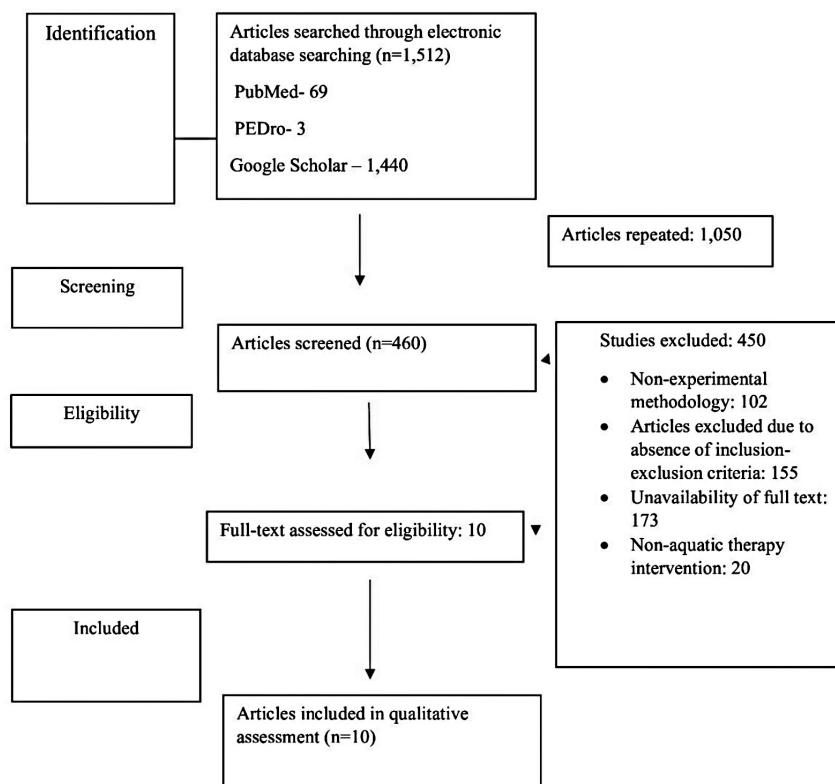 Identification
Articles searched through electronic
database searching (n=1,512)
PubMed- 69
PEDro- 3
Google Scholar – 1,440
Articles repeated: 1,050
Screening
Articles screened (n=460)
Studies excluded: 450
• Non-experimental
methodology: 102
• Articles excluded due to
absence of inclusion-
exclusion criteria: 155
• Unavailability of full text:
173
• Non-aquatic therapy
intervention: 20
Eligibility
Full-text assessed for eligibility: 10
Included
Articles included in qualitative
assessment (n=10)